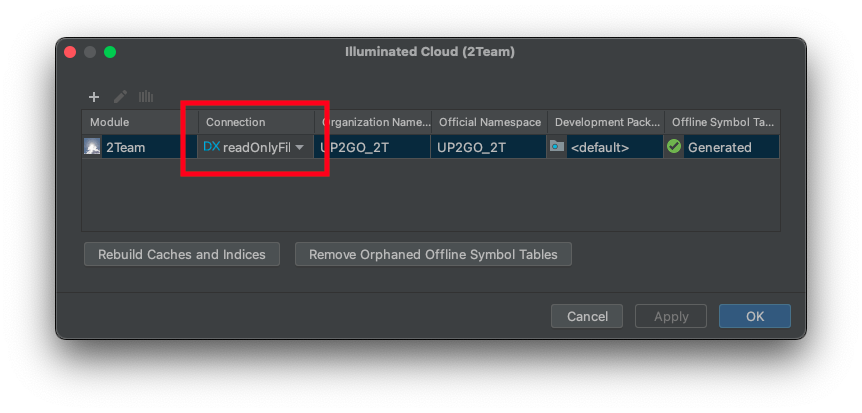 Illuminated Cloud (2Team)
Module Connection Organization Name... Official Namespace Development Pack... Offline Symbol Ta...
2Team DX readOnlyFil UP2GO_2T UP2GO_2T <default> Generated
Rebuild Caches and Indices Remove Orphaned Offline Symbol Tables
Cancel Apply OK